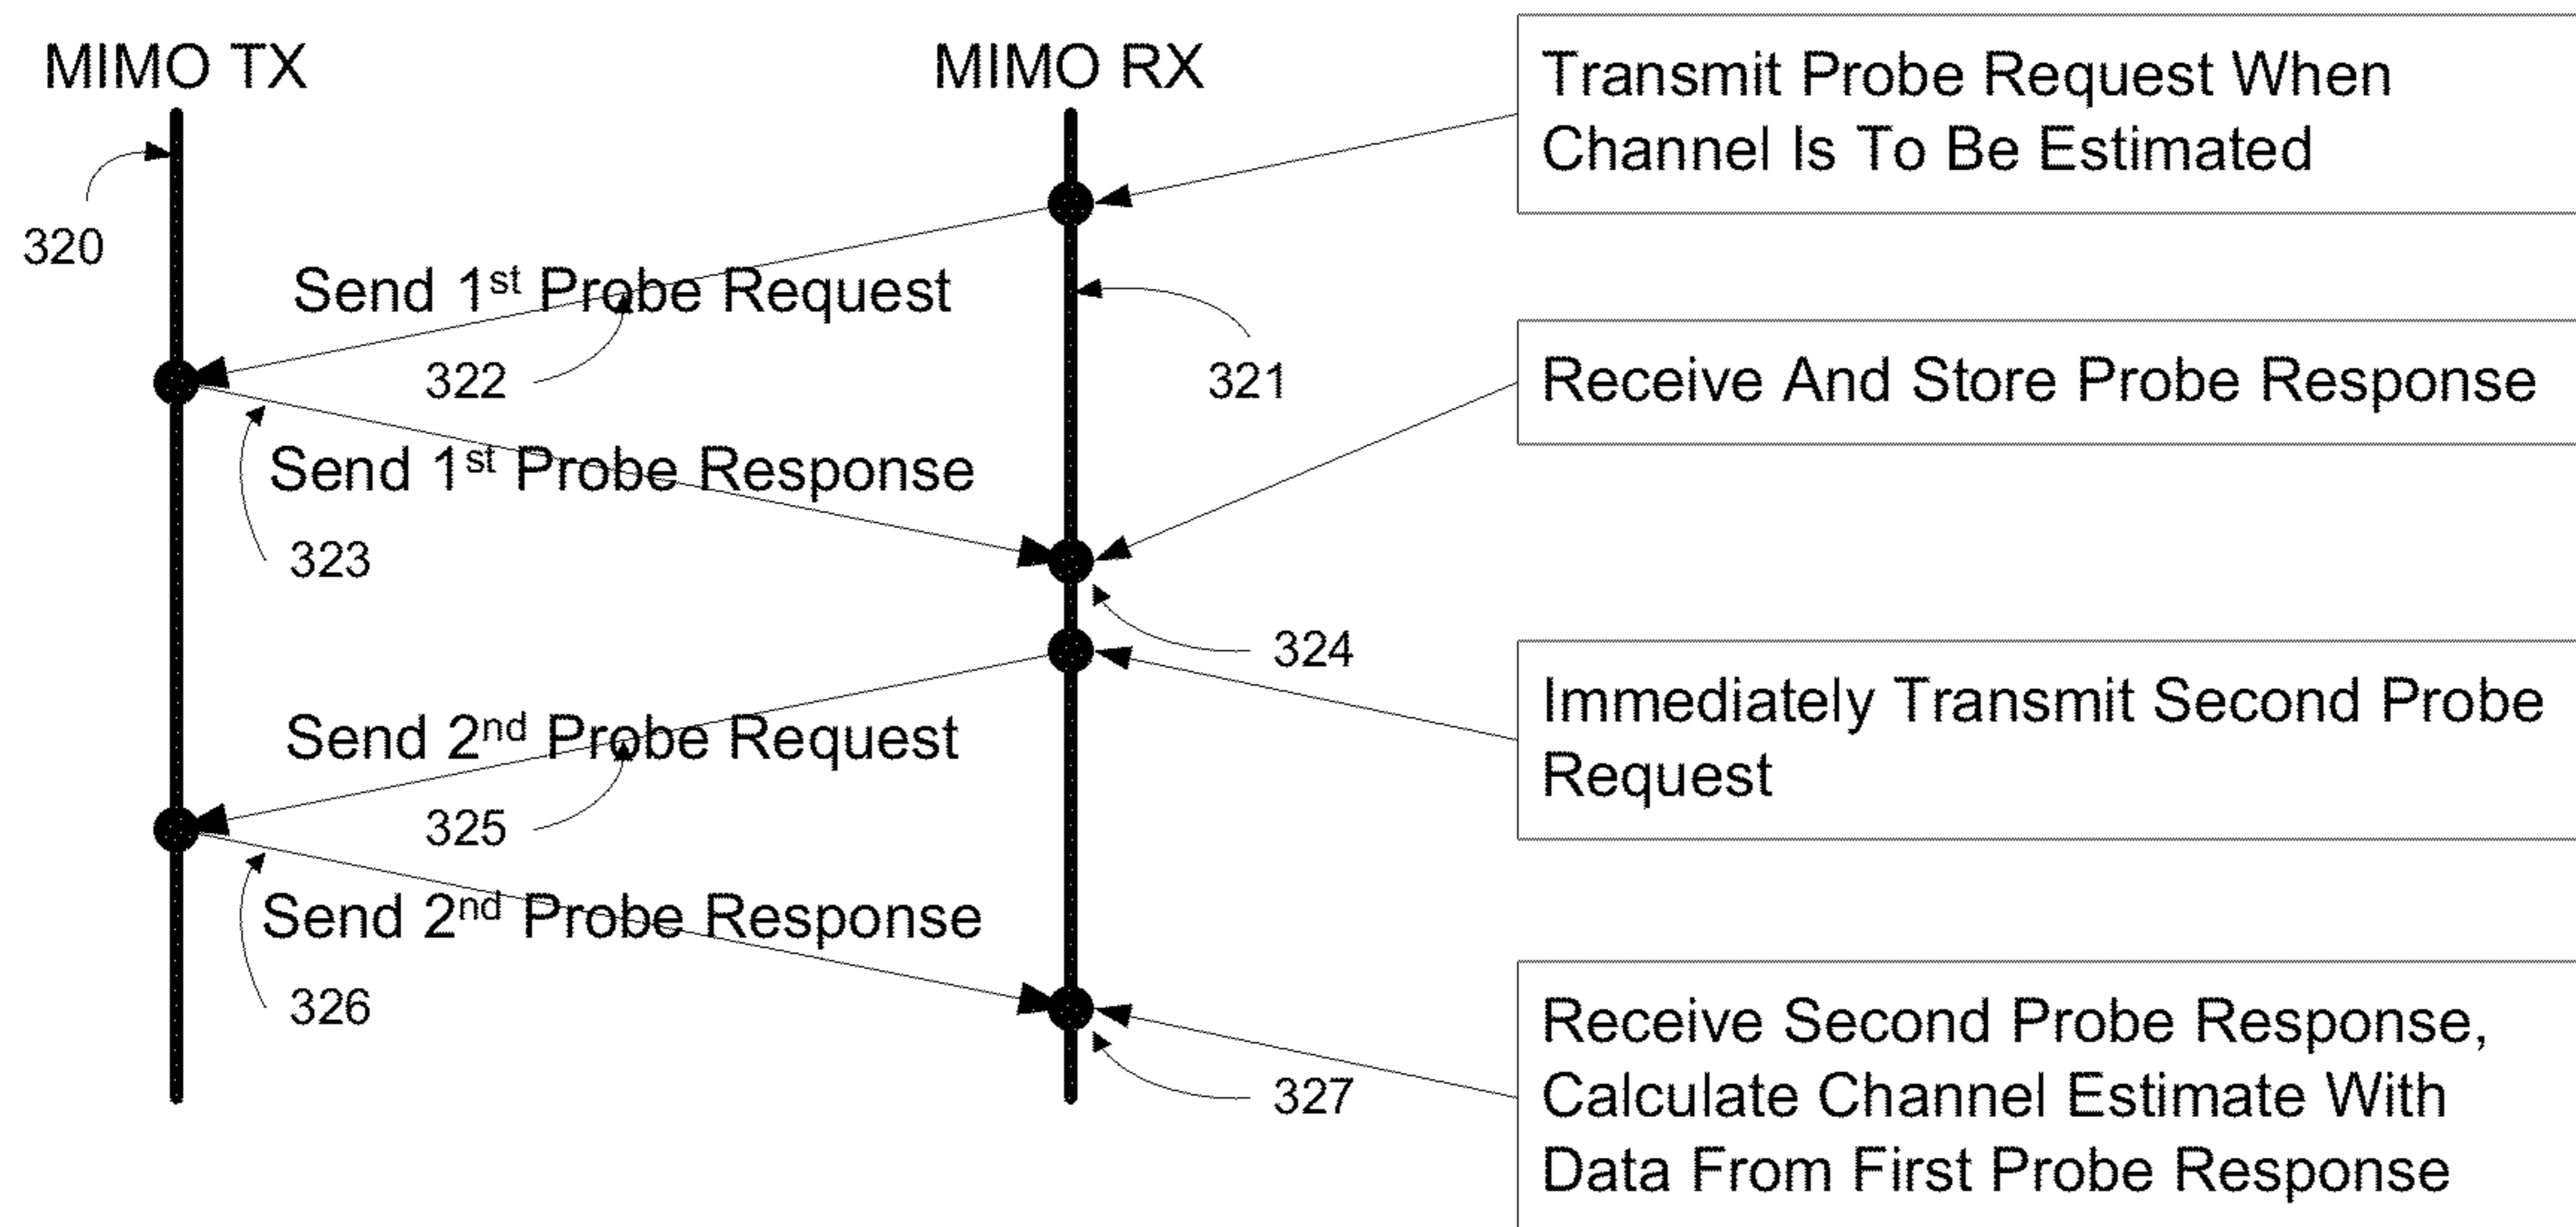 MIMO TX
MIMO RX
Transmit Probe Request When
Channel Is To Be Estimated
320
Send 1st Probe Request
322
321
Receive And Store Probe Response
Send 1st Probe Response
323
324
Immediately Transmit Second Probe
Request
Send 2nd Probe Request
325
Send 2nd Probe Response
326
327
Receive Second Probe Response,
Calculate Channel Estimate With
Data From First Probe Response